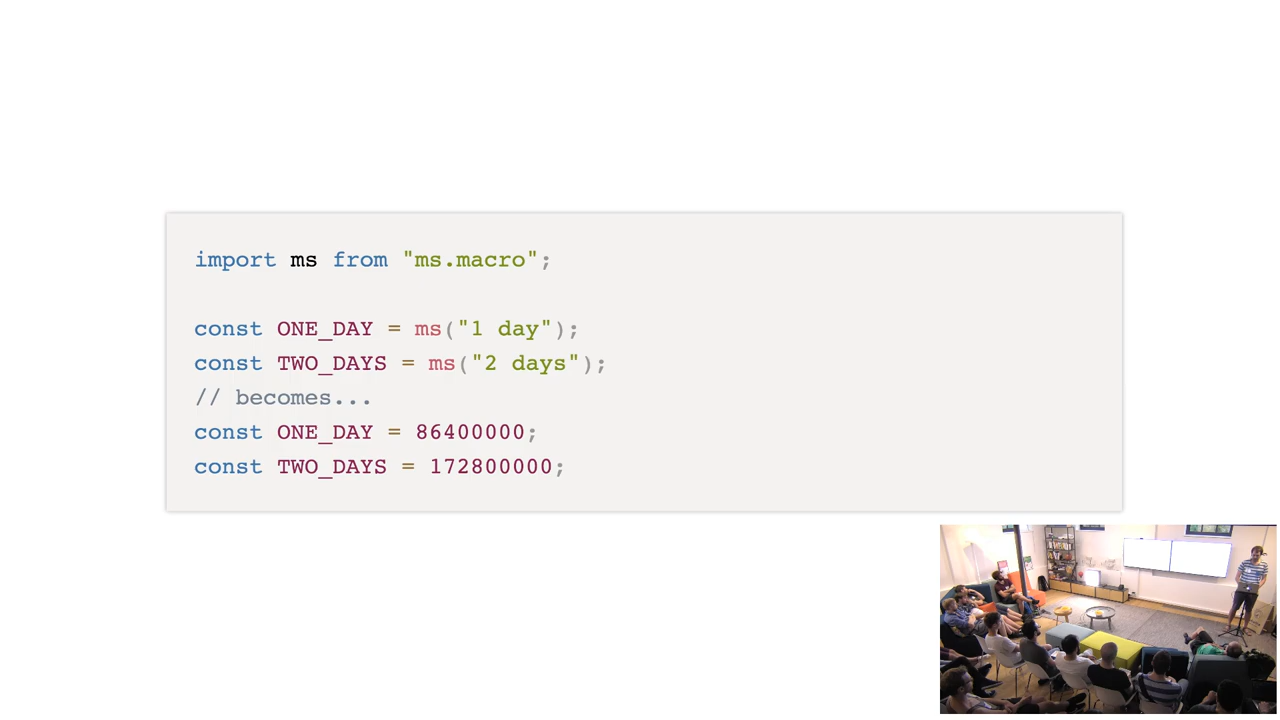 import ms from "ms.macro";
const ONE_DAY = ms("1 day");
const TWO_DAYS = ms("2 days");
// becomes...
const ONE_DAY = 86400000;
const TWO_DAYS = 172800000;